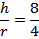 h/r = 8/4